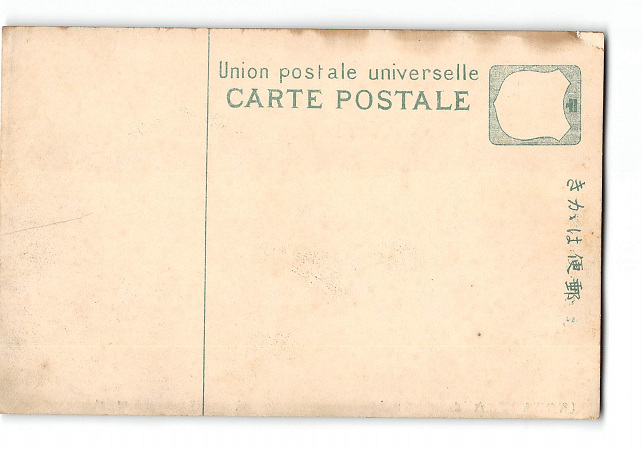 Union postale universelle
CARTE POSTALE
きかは便郵